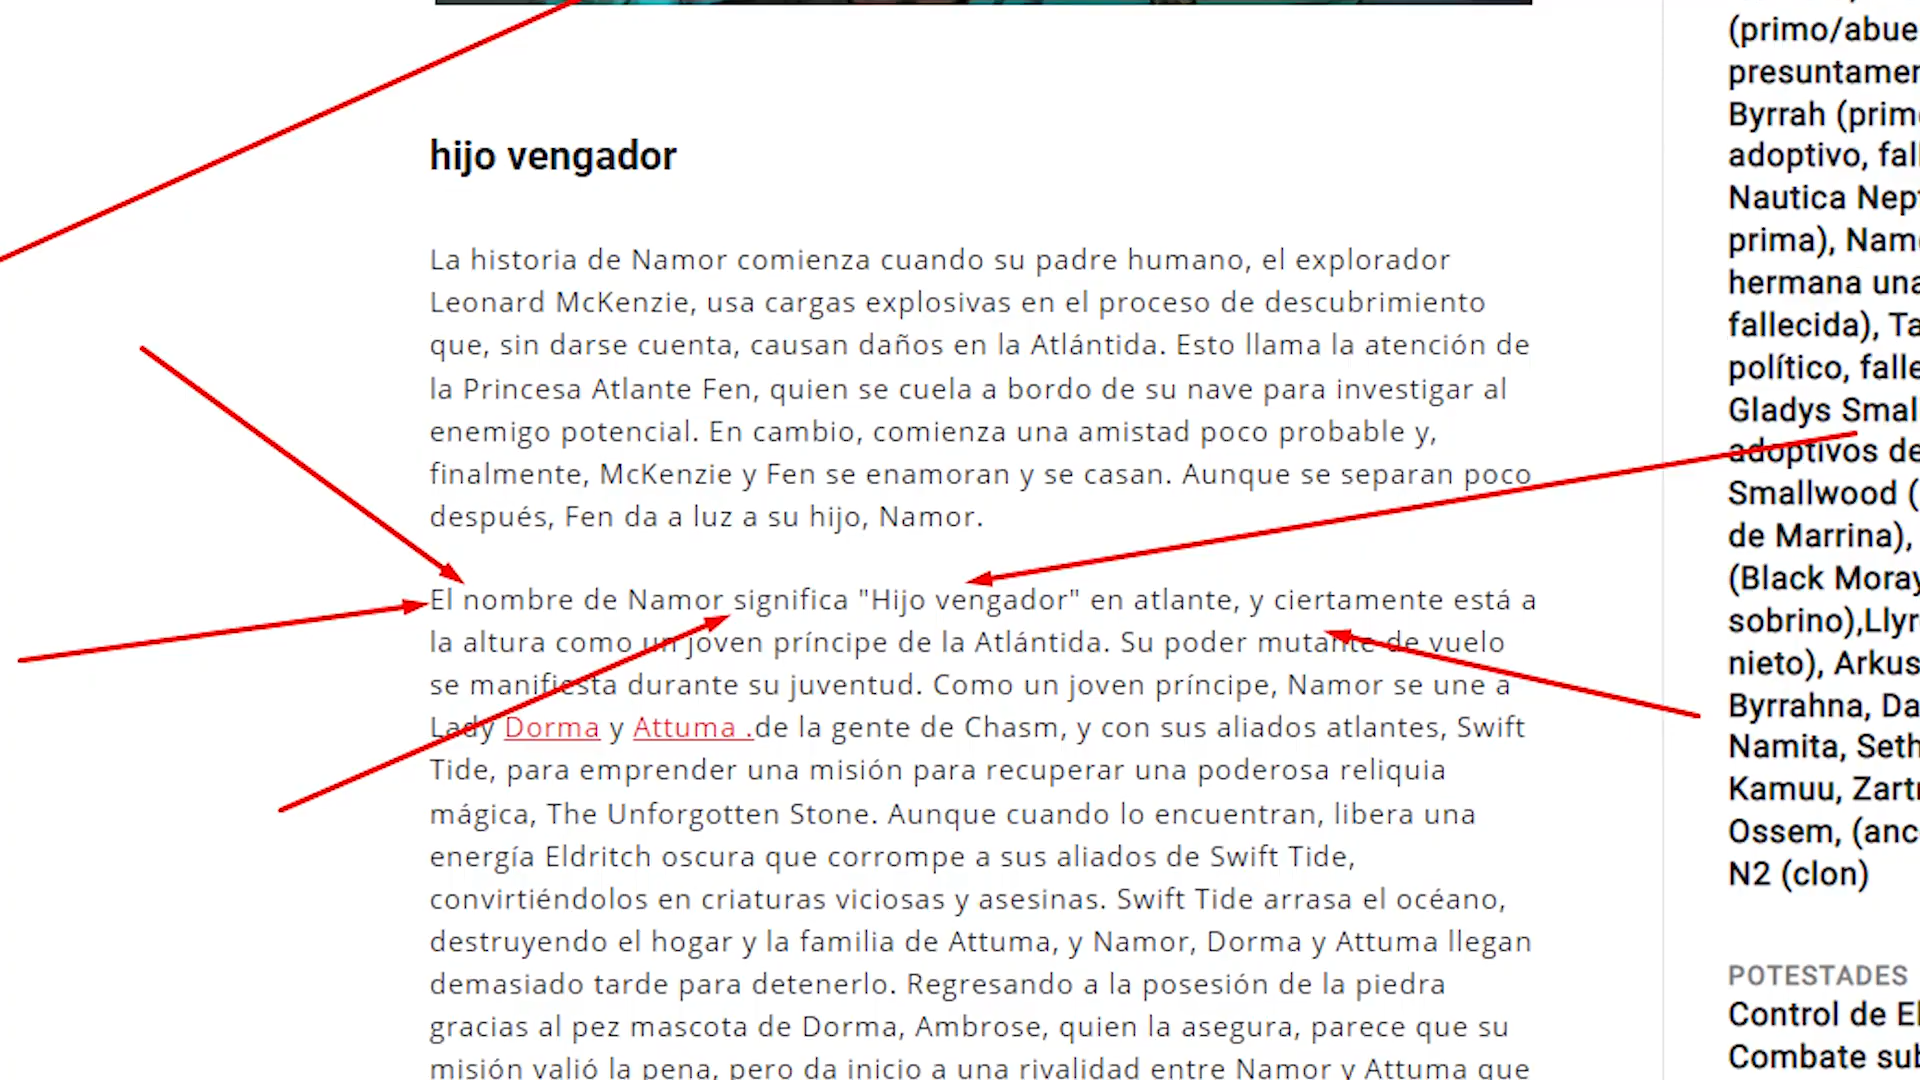 hijo vengador
La historia de Namor comienza cuando su padre humano, el explorador
Leonard McKenzie, usa cargas explosivas en el proceso de descubrimiento
que, sin darse cuenta, causan daños en la Atlántida. Esto llama la atención de
la Princesa Atlante Fen, quien se cuela a bordo de su nave para investigar al
enemigo potencial. En cambio, comienza una amistad poco probable y,
finalmente, McKenzie y Fen se enamoran y se casan. Aunque se separan poco
después, Fen da a luz a su hijo, Namor.
El nombre de Namor significa "Hijo vengador" en atlante, y ciertamente está a
la altura como un joven príncipe de la Atlántida. Su poder mutante de vuelo
se manifiesta durante su juventud. Como un joven príncipe, Namor se une a
Lady Dorma y Attuma .de la gente de Chasm, y con sus aliados atlantes, Swift
Tide, para emprender una misión para recuperar una poderosa reliquia
mágica, The Unforgotten Stone. Aunque cuando lo encuentran, libera una
energía Eldritch oscura que corrompe a sus aliados de Swift Tide,
convirtiéndolos en criaturas viciosas y asesinas. Swift Tide arrasa el océano,
destruyendo el hogar y la familia de Attuma, y Namor, Dorma y Attuma llegan
demasiado tarde para detenerlo. Regresando a la posesión de la piedra
gracias al pez mascota de Dorma, Ambrose, quien la asegura, parece que su
misión valió la pena, pero da inicio a una rivalidad entre Namor y Attuma que
(primo/abue
presuntamen
Byrrah (prim
adoptivo, fal
Nautica Nep
prima), Nam
hermana una
fallecida), Ta
político, falle
Gladys Smal
adoptivos de
Smallwood (
de Marrina),
(Black Moray
sobrino),Llyr
nieto), Arkus
Byrrahna, Da
Namita, Seth
Kamuu, Zart
Ossem, (anc
N2 (clon)
POTESTADES
Control de El
Combate sub